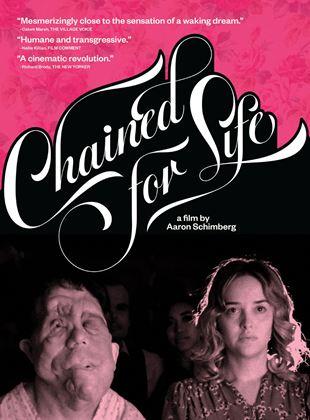 “Mesmerizingly close to the sensation of a waking dream.”
-Calum Marsh, THE VILLAGE VOICE
“Humane and transgressive.”
-Nellie Killian, FILM COMMENT
“A cinematic revolution.”
-Richard Brody, THE NEW YORKER
Chained
for Life
a film by
Aaron Schimberg